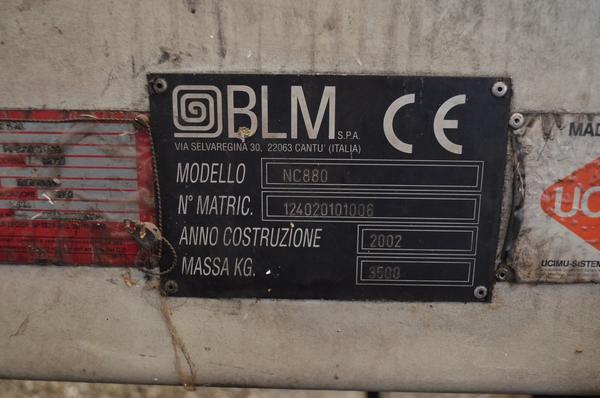 BLM S.P.A. CE
VIA SELVAREGINA 30, 22063 CANTU' (ITALIA)
MODELLO NC880
N° MATRIC. 124020101006
ANNO COSTRUZIONE 2002
MASSA KG. 3500
MAD
UC
UCIMU-SISTEM